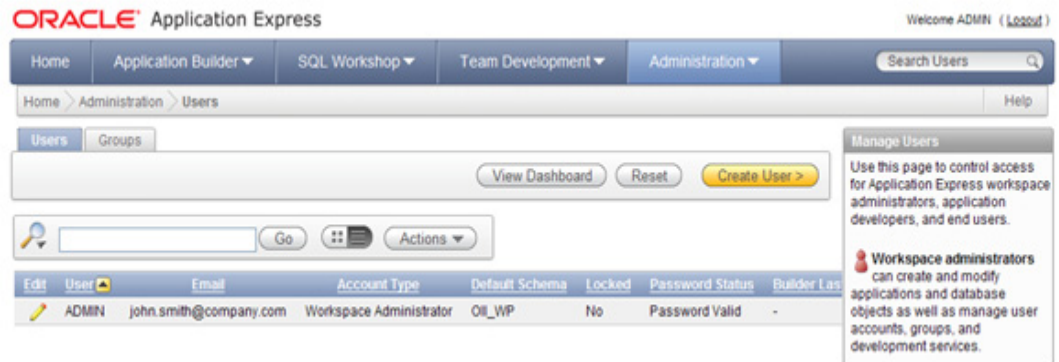 ORACLE Application Express
Welcome ADMIN ( Logout )
Home Application Builder SQL Workshop Team Development Administration Search Users
Home Administration Users Help
Users Groups
View Dashboard Reset Create User >
Go Actions
Edit User Email Account Type Default Schema Locked Password Status Builder Las
ADMIN john.smith@company.com Workspace Administrator OII_WP No Password Valid -
Manage Users
Use this page to control access
for Application Express workspace
administrators, application
developers, and end users.
Workspace administrators
can create and modify
applications and database
objects as well as manage user
accounts, groups, and
development services.